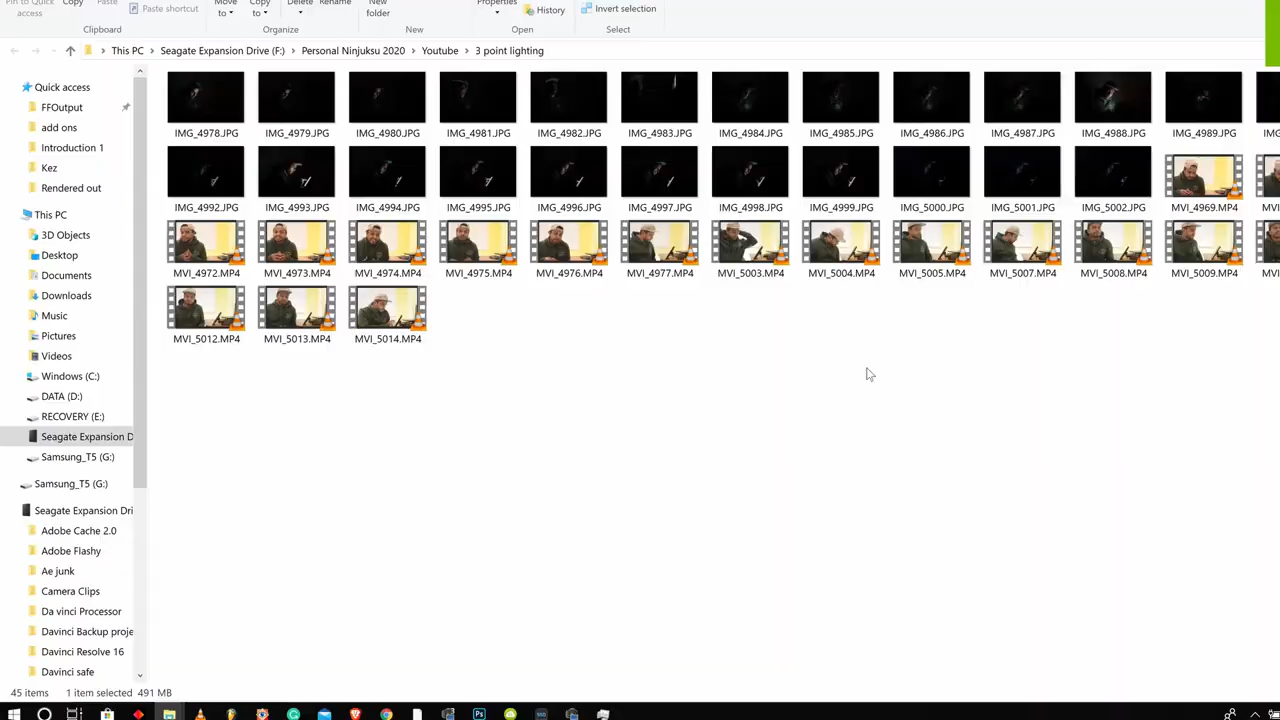 Pin to Quick access
Copy
Paste
Paste shortcut
Move to
Copy to
Delete
Rename
New folder
Properties
Open
History
Invert selection
Clipboard
Organize
New
Open
Select
This PC > Seagate Expansion Drive (F:) > Personal Ninjuksu 2020 > Youtube > 3 point lighting
Quick access
FFOutput
add ons
Introduction 1
Kez
Rendered out
This PC
3D Objects
Desktop
Documents
Downloads
Music
Pictures
Videos
Windows (C:)
DATA (D:)
RECOVERY (E:)
Seagate Expansion D
Samsung_T5 (G:)
Samsung_T5 (G:)
Seagate Expansion Dri
Adobe Cache 2.0
Adobe Flashy
Ae junk
Camera Clips
Da vinci Processor
Davinci Backup proje
Davinci Resolve 16
Davinci safe
IMG_4978.JPG IMG_4979.JPG IMG_4980.JPG IMG_4981.JPG IMG_4982.JPG IMG_4983.JPG IMG_4984.JPG IMG_4985.JPG IMG_4986.JPG IMG_4987.JPG IMG_4988.JPG IMG_4989.JPG
IMG_4992.JPG IMG_4993.JPG IMG_4994.JPG IMG_4995.JPG IMG_4996.JPG IMG_4997.JPG IMG_4998.JPG IMG_4999.JPG IMG_5000.JPG IMG_5001.JPG IMG_5002.JPG MVI_4969.MP4
MVI_4972.MP4 MVI_4973.MP4 MVI_4974.MP4 MVI_4975.MP4 MVI_4976.MP4 MVI_4977.MP4 MVI_5003.MP4 MVI_5004.MP4 MVI_5005.MP4 MVI_5007.MP4 MVI_5008.MP4 MVI_5009.MP4
MVI_5012.MP4 MVI_5013.MP4 MVI_5014.MP4
45 items 1 item selected 491 MB